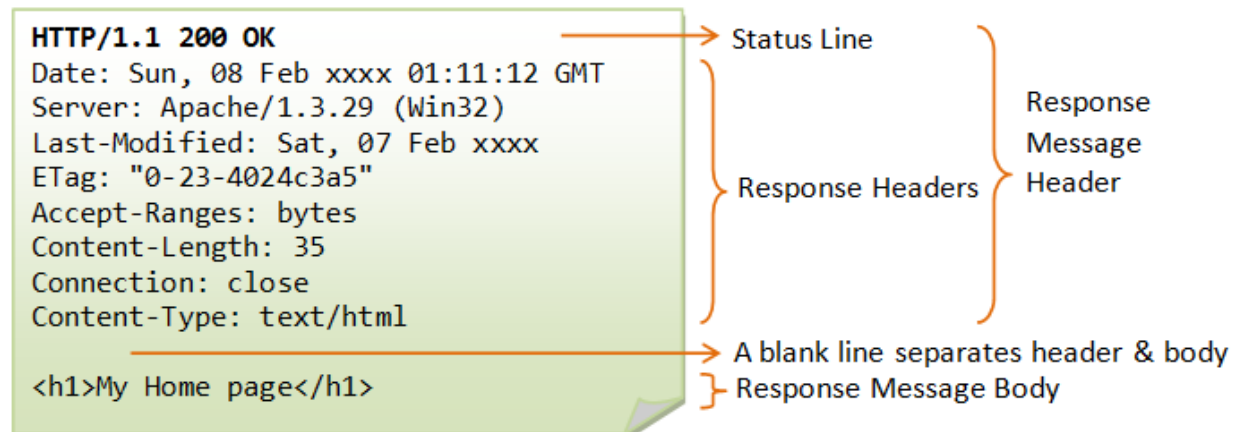 HTTP/1.1 200 OK
Date: Sun, 08 Feb xxxx 01:11:12 GMT
Server: Apache/1.3.29 (Win32)
Last-Modified: Sat, 07 Feb xxxx
ETag: "0-23-4024c3a5"
Accept-Ranges: bytes
Content-Length: 35
Connection: close
Content-Type: text/html
<h1>My Home page</h1>
Status Line
Response Headers
Response
Message
Header
A blank line separates header & body
Response Message Body